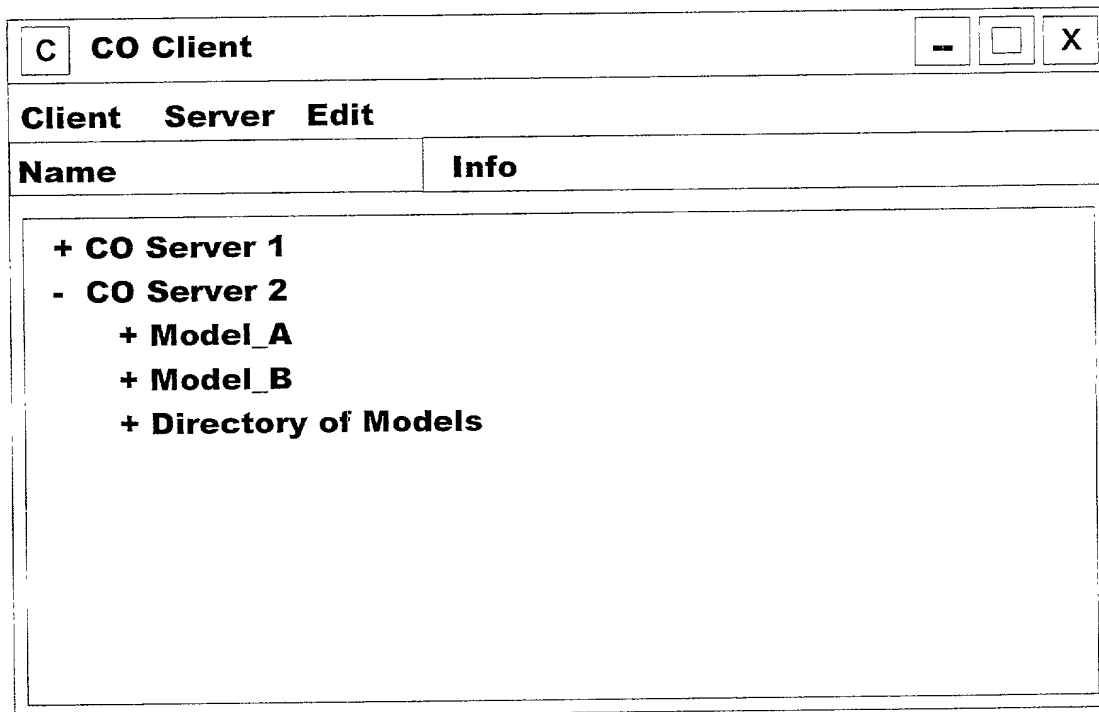 C CO Client -- X
Client Server Edit
Name Info
+ CO Server 1
- CO Server 2
+ Model_A
+ Model_B
+ Directory of Models